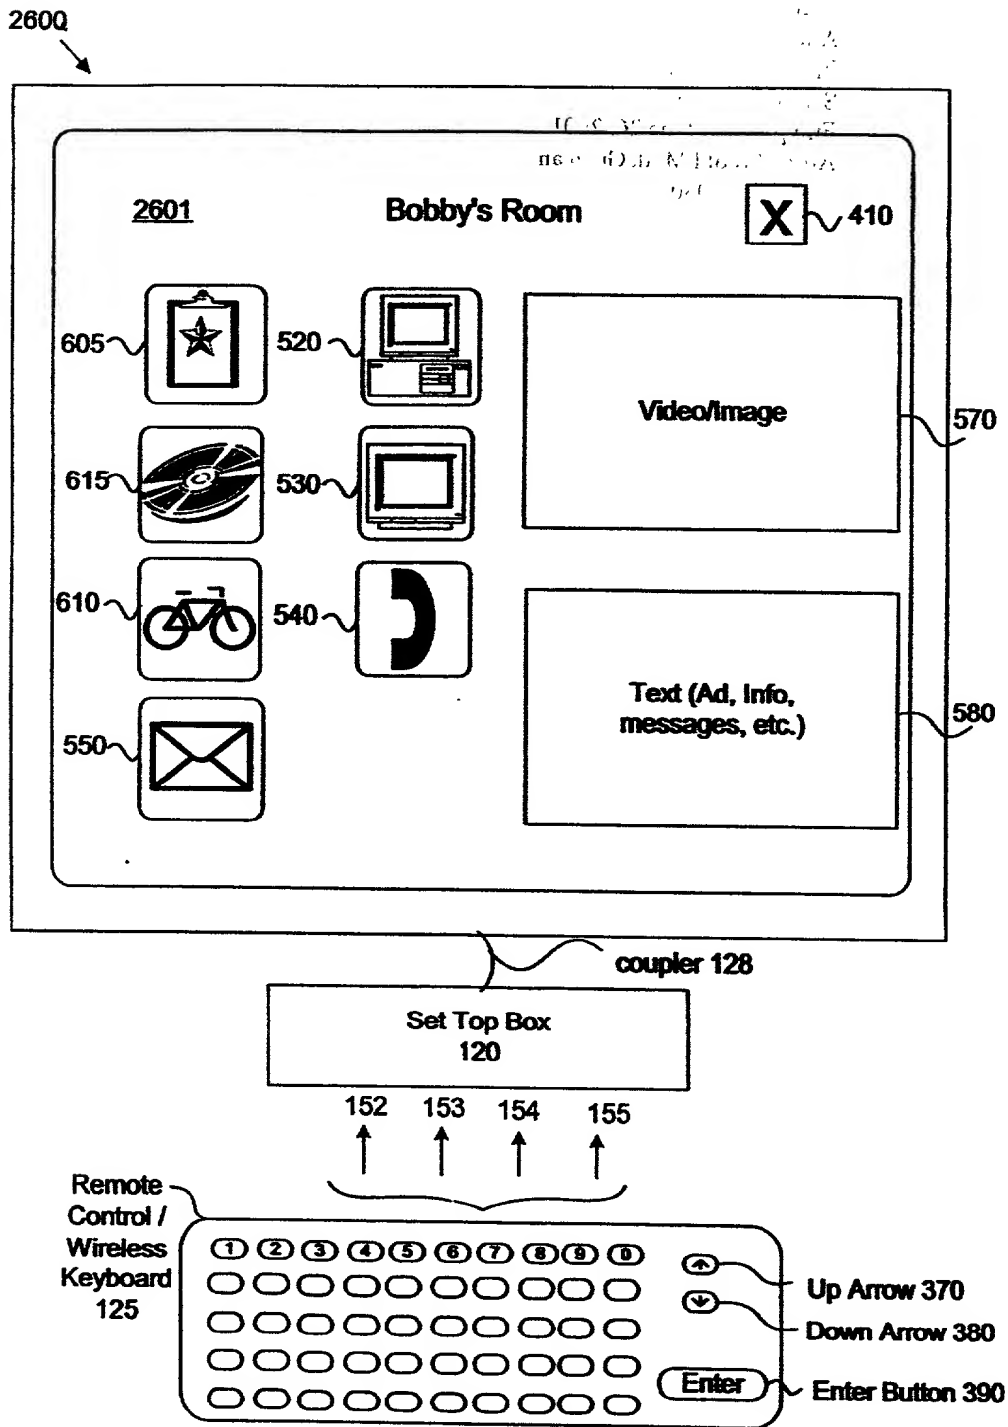 2600
2601
Bobby's Room
X
410
605
520
Video/Image
570
615
530
610
540
Text (Ad, Info,
messages, etc.)
580
550
coupler 128
Set Top Box
120
152
153
154
155
Remote
Control /
Wireless
Keyboard
125
1 2 3 4 5 6 7 8 9 0
Up Arrow 370
Down Arrow 380
Enter
Enter Button 390